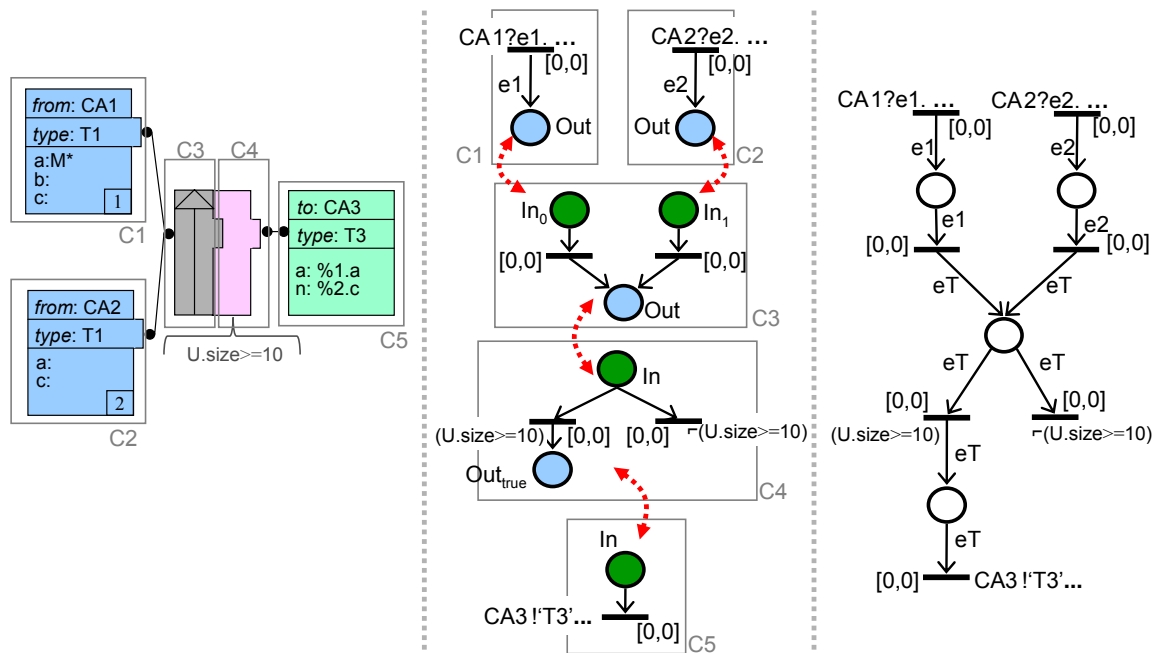 from: CA1
type: T1
a:M*
b:
c:
1
C1
C3
C4
from: CA2
type: T1
a:
c:
2
C2
to: CA3
type: T3
a: %1.a
n: %2.c
C5
U.size>=10
CA1?e1. ...
[0,0]
e1
Out
C1
CA2?e2. ...
[0,0]
e2
Out
C2
In0
In1
[0,0]
[0,0]
Out
C3
In
(U.size>=10)
[0,0]
[0,0]
¬(U.size>=10)
Outtrue
C4
In
CA3!‘T3’...
[0,0]
C5
CA1?e1. ...
[0,0]
CA2?e2. ...
[0,0]
e1
e2
e1
e2
[0,0]
[0,0]
eT
eT
eT
eT
[0,0]
[0,0]
(U.size>=10)
¬(U.size>=10)
eT
eT
[0,0]
CA3!‘T3’...